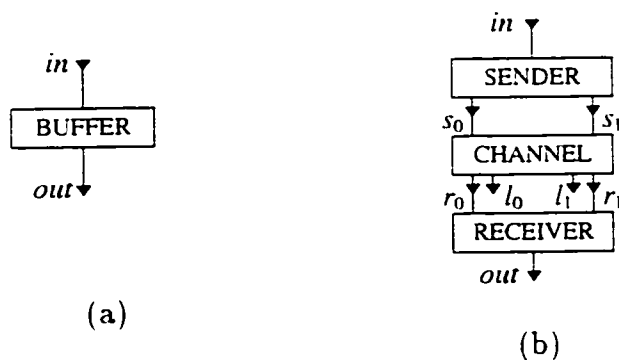 in
BUFFER
out
(a)
in
SENDER
s₀ s₁
CHANNEL
r₀ l₀ l₁ r₁
RECEIVER
out
(b)